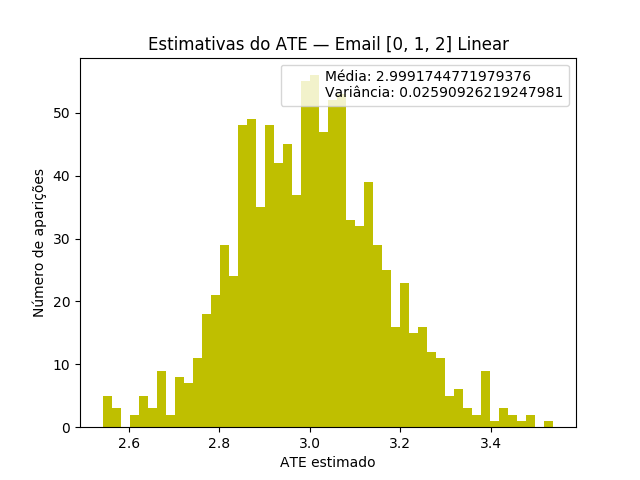 Estimativas do ATE — Email [0, 1, 2] Linear
Média: 2.9991744771979376
Variância: 0.02590926219247981
Número de aparições
50
40
30
20
10
0
2.6
2.8
3.0
3.2
3.4
ATE estimado